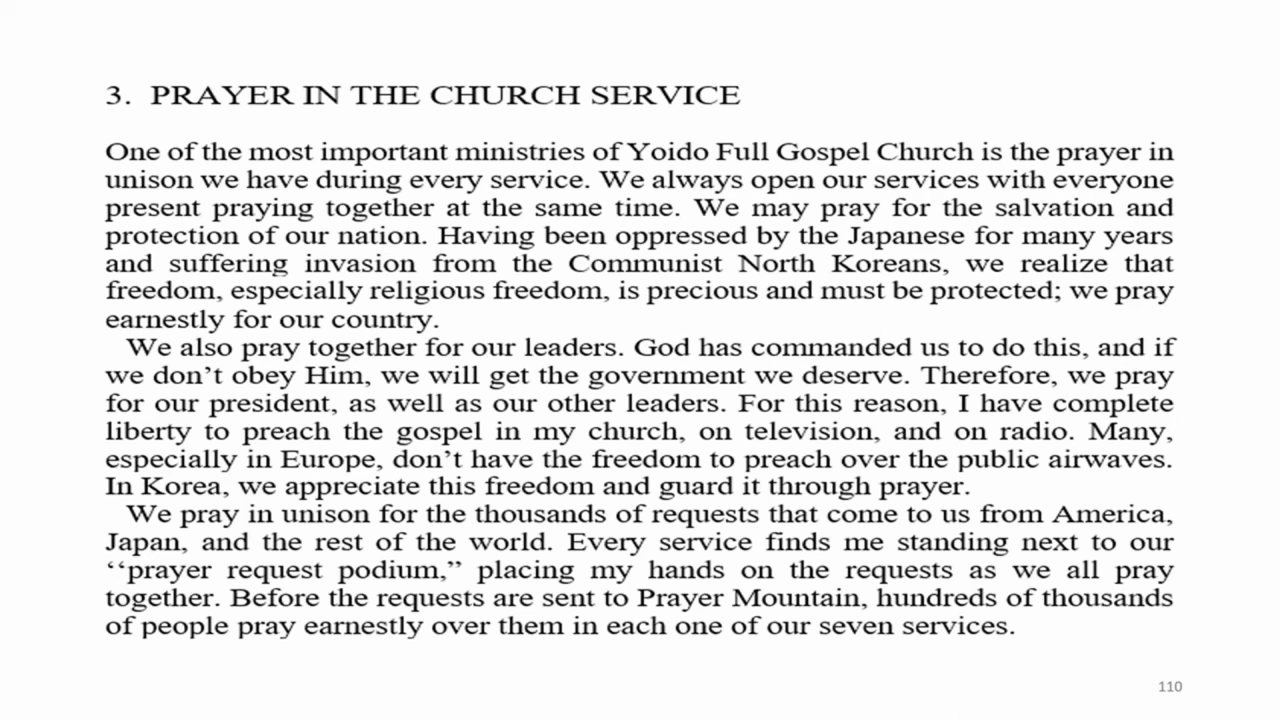 3. PRAYER IN THE CHURCH SERVICE
One of the most important ministries of Yoido Full Gospel Church is the prayer in
unison we have during every service. We always open our services with everyone
present praying together at the same time. We may pray for the salvation and
protection of our nation. Having been oppressed by the Japanese for many years
and suffering invasion from the Communist North Koreans, we realize that
freedom, especially religious freedom, is precious and must be protected; we pray
earnestly for our country.
We also pray together for our leaders. God has commanded us to do this, and if
we don’t obey Him, we will get the government we deserve. Therefore, we pray
for our president, as well as our other leaders. For this reason, I have complete
liberty to preach the gospel in my church, on television, and on radio. Many,
especially in Europe, don’t have the freedom to preach over the public airwaves.
In Korea, we appreciate this freedom and guard it through prayer.
We pray in unison for the thousands of requests that come to us from America,
Japan, and the rest of the world. Every service finds me standing next to our
‘‘prayer request podium,” placing my hands on the requests as we all pray
together. Before the requests are sent to Prayer Mountain, hundreds of thousands
of people pray earnestly over them in each one of our seven services.
110